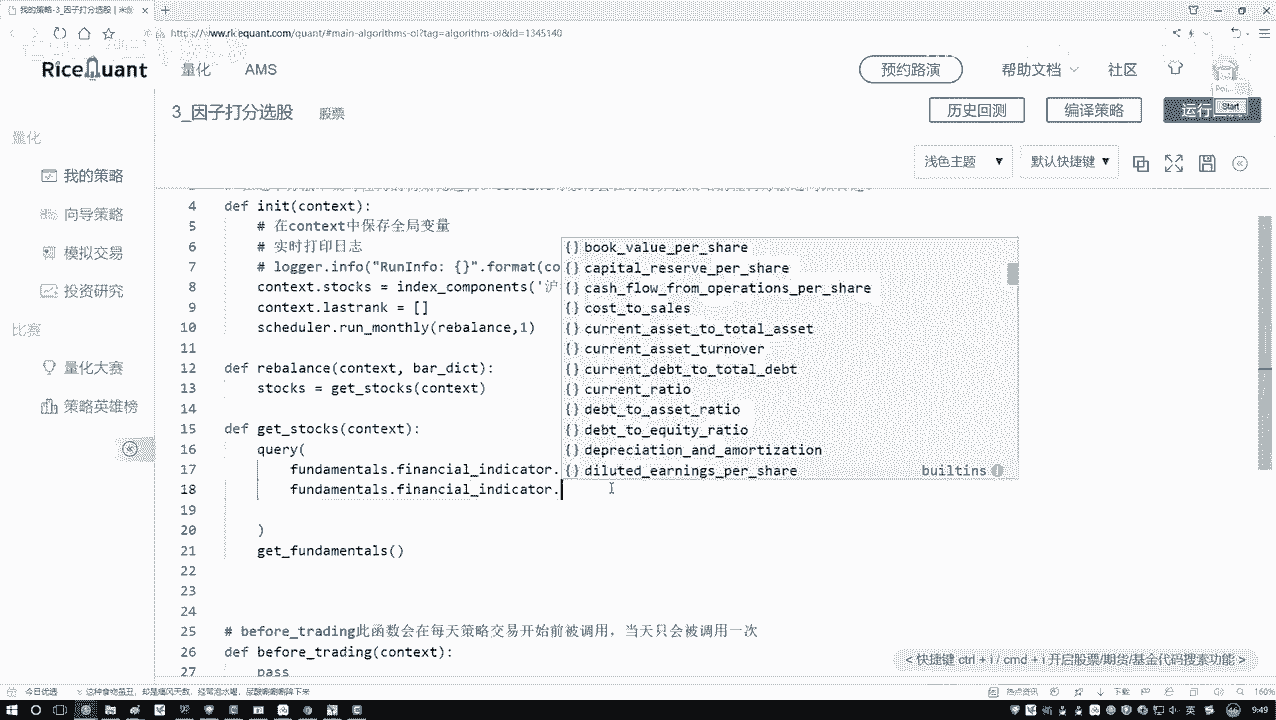 我的策略-3_因子打分选股 | 米
https://www.ricequant.com/quant/#main-algorithms-ol?tag=algorithm-ol&id=1345140
RiceQuant 量化 AMS 预约路演 帮助文档 社区
3_因子打分选股 股票 历史回测 编译策略 运行 Start
浅色主题 默认快捷键
量化
我的策略
向导策略
模拟交易
投资研究
比赛
量化大赛
策略英雄榜
4 def init(context):
5 # 在context中保存全局变量
6 # 实时打印日志
7 # logger.info("RunInfo: {}".format(co
8 context.stocks = index_components('沪
9 context.lastrank = []
10 scheduler.run_monthly(rebalance,1)
11
12 def rebalance(context, bar_dict):
13 stocks = get_stocks(context)
14
15 def get_stocks(context):
16 query(
17 fundamentals.financial_indicator.
18 fundamentals.financial_indicator.
19
20 )
21 get_fundamentals()
22
23
24
25 # before_trading此函数会在每天策略交易开始前被调用，当天只会被调用一次
26 def before_trading(context):
27 pass
{} book_value_per_share
{} capital_reserve_per_share
{} cash_flow_from_operations_per_share
{} cost_to_sales
{} current_asset_to_total_asset
{} current_asset_turnover
{} current_debt_to_total_debt
{} current_ratio
{} debt_to_asset_ratio
{} debt_to_equity_ratio
{} depreciation_and_amortization
{} diluted_earnings_per_share builtins
< 快捷键 ctrl + i / cmd + i 开启股票/期货/基金代码搜索功能 >
今日优选
热点资讯 下载 160%
英 9:49